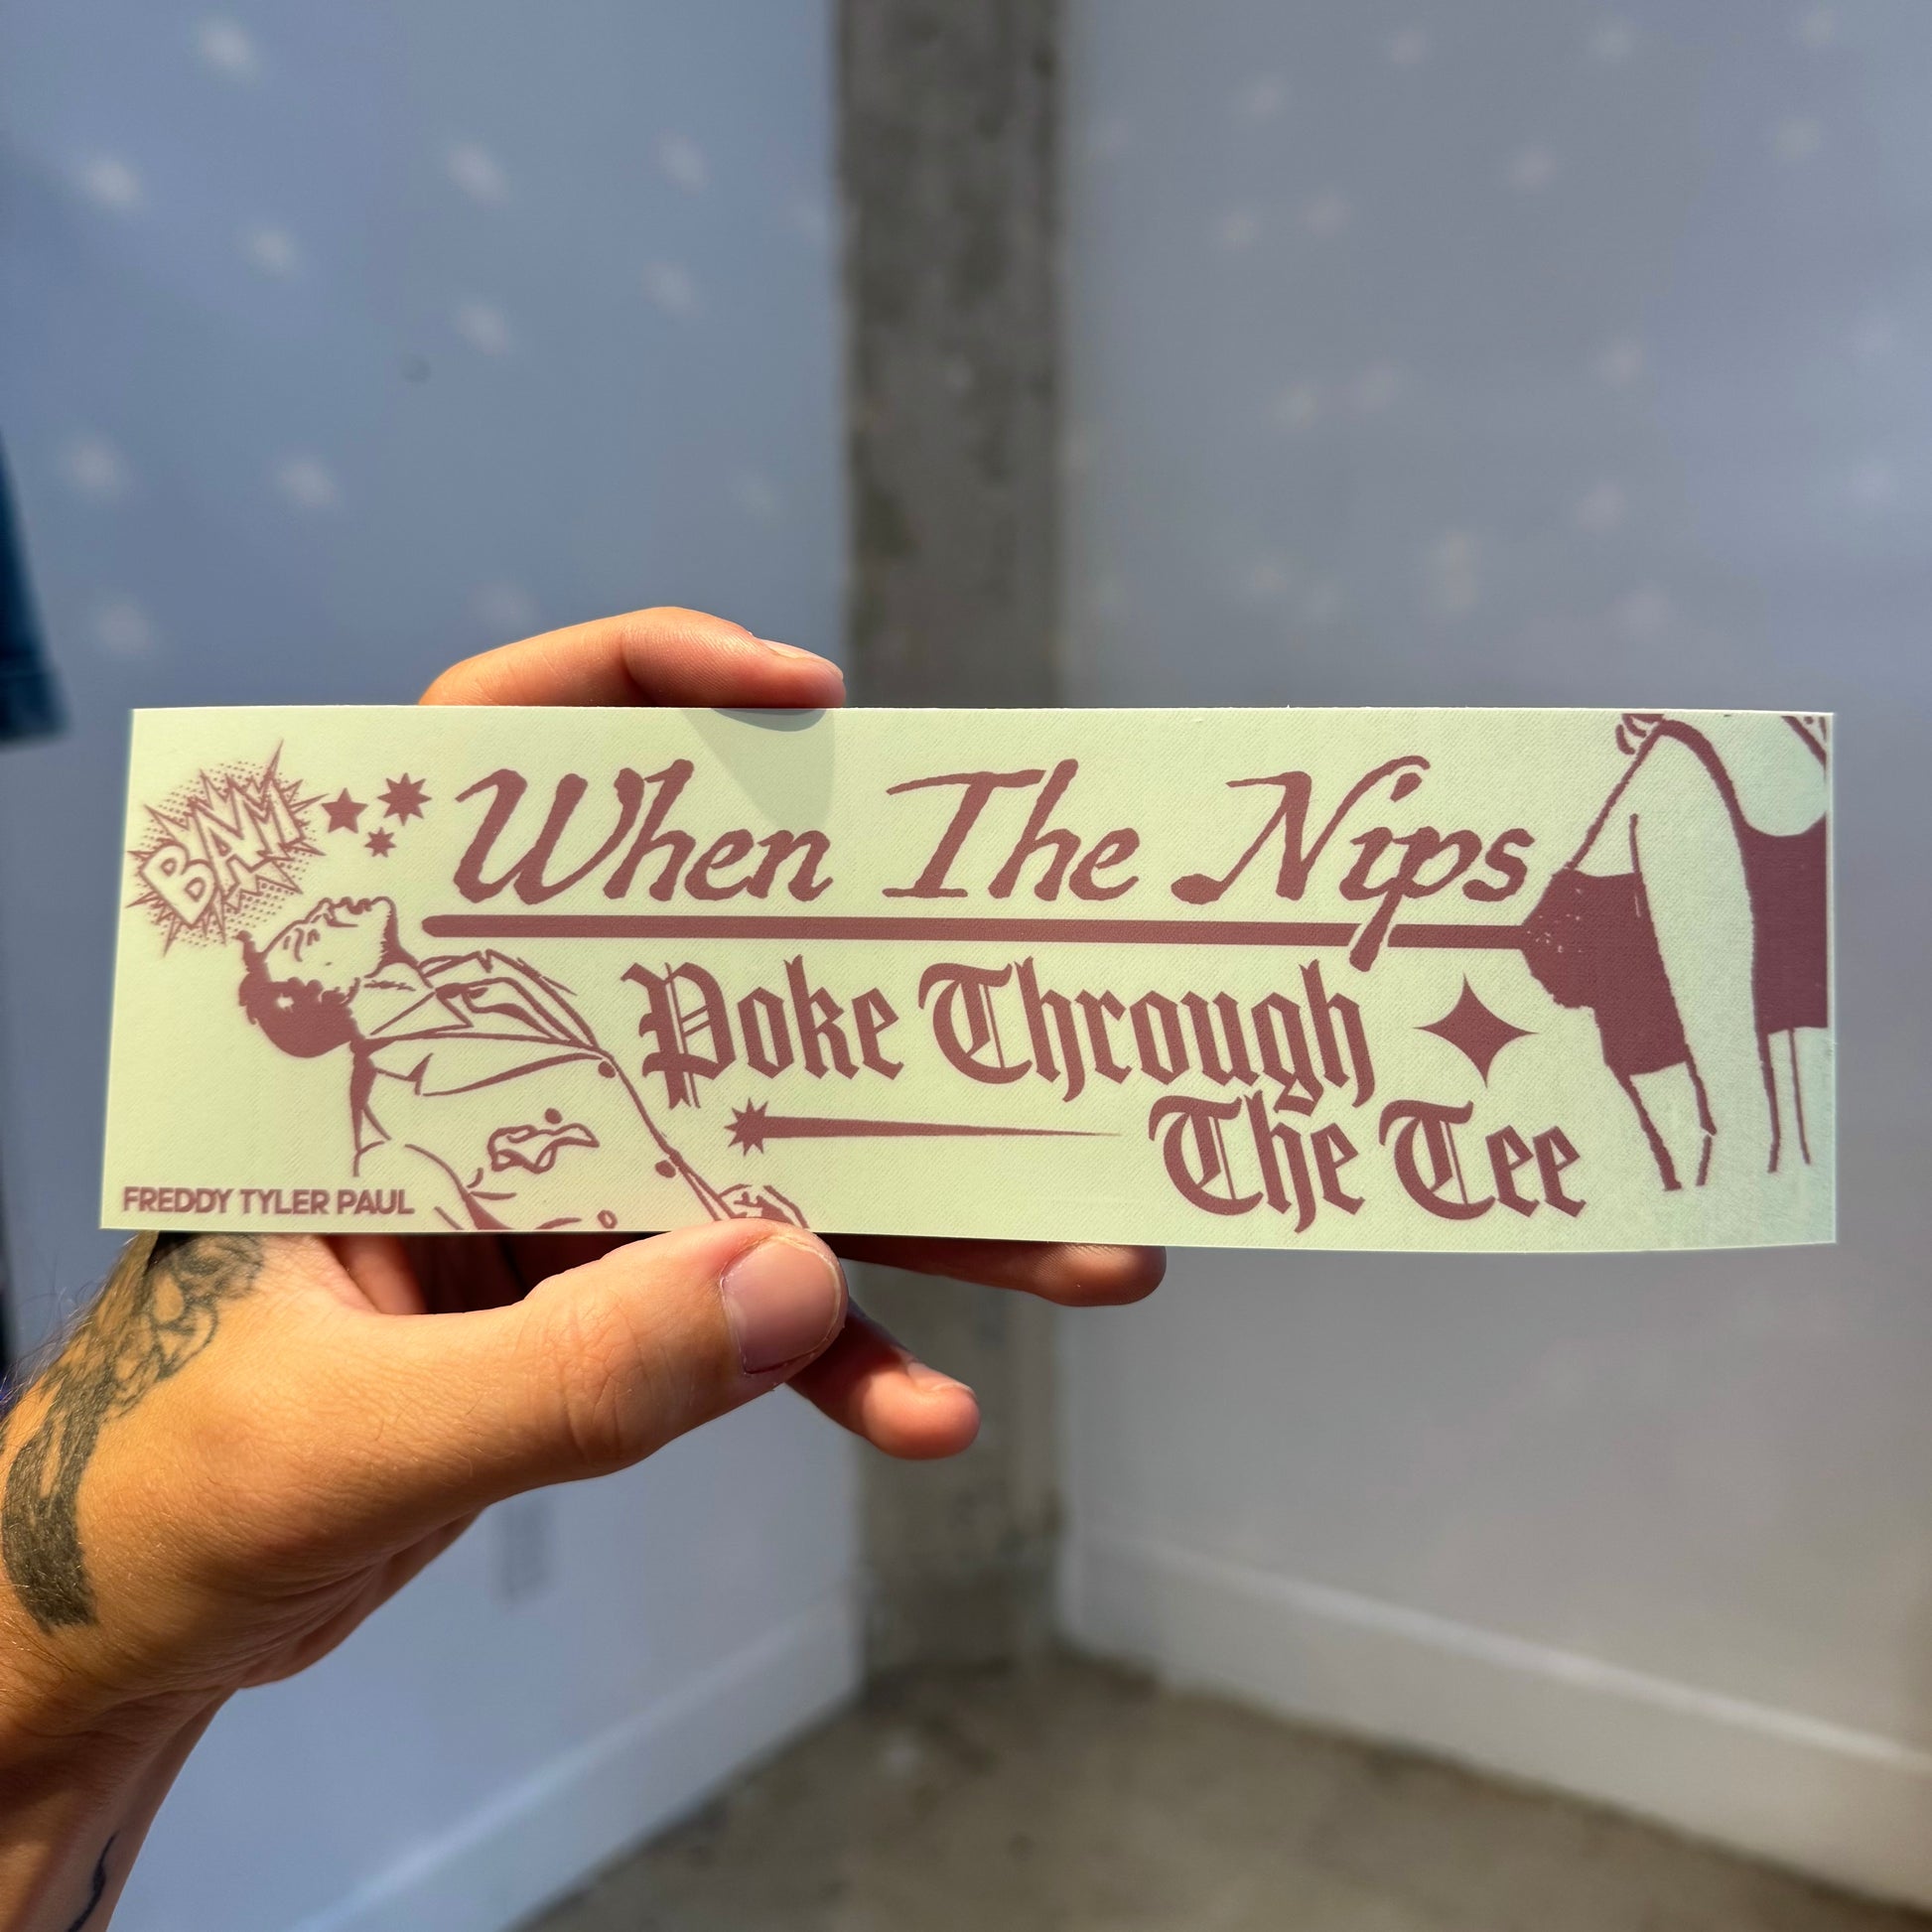 BAM
When The Nips
Poke Through
The Tee
FREDDY TYLER PAUL